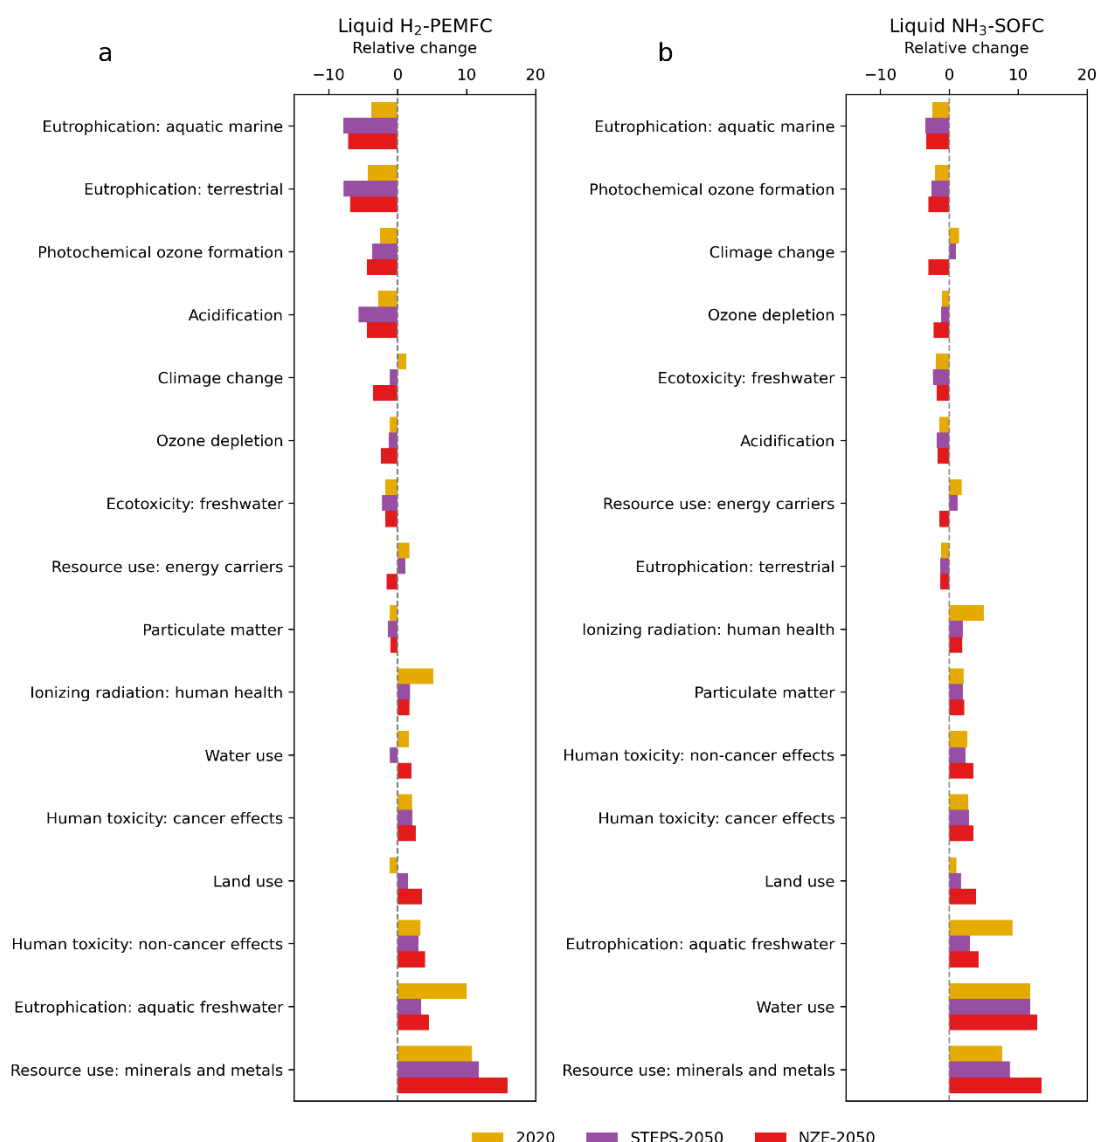 a
Liquid H₂-PEMFC
Relative change
−10 0 10 20
Eutrophication: aquatic marine
Eutrophication: terrestrial
Photochemical ozone formation
Acidification
Climage change
Ozone depletion
Ecotoxicity: freshwater
Resource use: energy carriers
Particulate matter
Ionizing radiation: human health
Water use
Human toxicity: cancer effects
Land use
Human toxicity: non-cancer effects
Eutrophication: aquatic freshwater
Resource use: minerals and metals
b
Liquid NH₃-SOFC
Relative change
−10 0 10 20
Eutrophication: aquatic marine
Photochemical ozone formation
Climage change
Ozone depletion
Ecotoxicity: freshwater
Acidification
Resource use: energy carriers
Eutrophication: terrestrial
Ionizing radiation: human health
Particulate matter
Human toxicity: non-cancer effects
Human toxicity: cancer effects
Land use
Eutrophication: aquatic freshwater
Water use
Resource use: minerals and metals
2020 STEPS-2050 NZE-2050